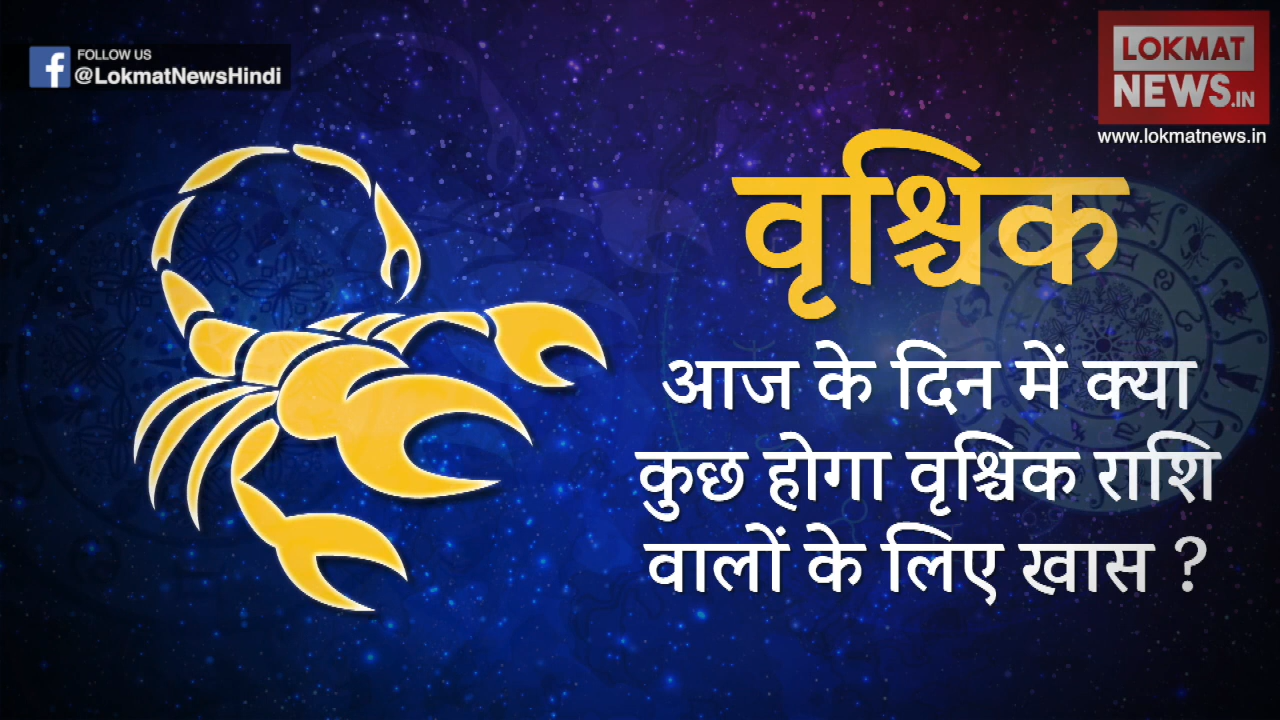 FOLLOW US
@LokmatNewsHindi
LOKMAT
NEWS.IN
www.lokmatnews.in
वृश्चिक
आज के दिन में क्या
कुछ होगा वृश्चिक राशि
वालों के लिए खास ?